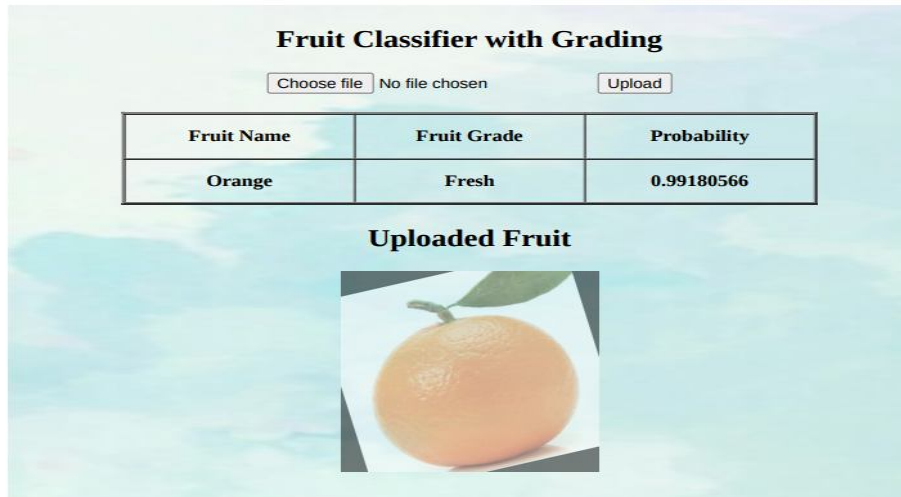 Fruit Classifier with Grading
Choose file No file chosen Upload
Fruit Name Fruit Grade Probability
Orange Fresh 0.99180566
Uploaded Fruit